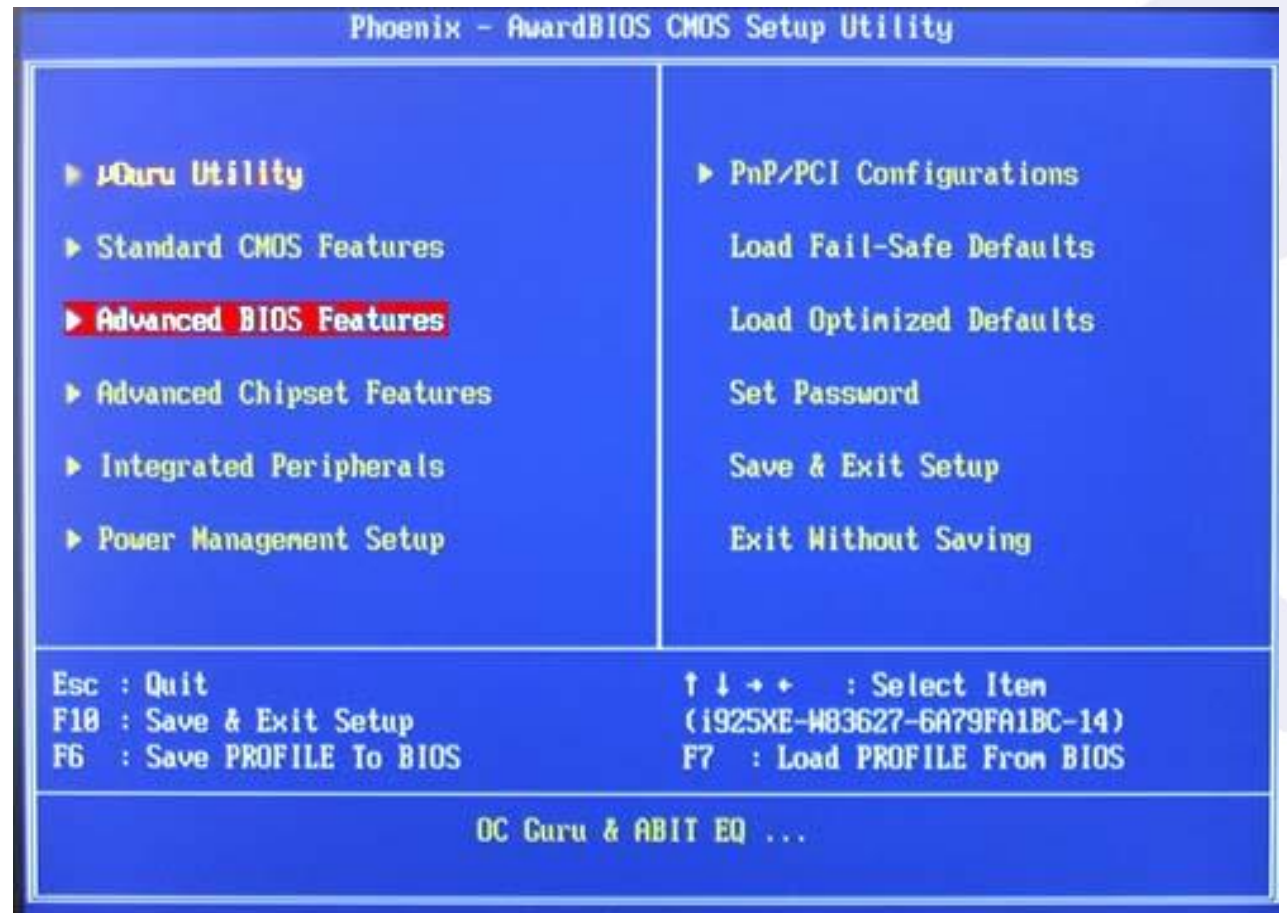 Phoenix - AwardBIOS CMOS Setup Utility
▶ µGuru Utility
▶ Standard CMOS Features
▶ Advanced BIOS Features
▶ Advanced Chipset Features
▶ Integrated Peripherals
▶ Power Management Setup
▶ PnP/PCI Configurations
Load Fail-Safe Defaults
Load Optimized Defaults
Set Password
Save & Exit Setup
Exit Without Saving
Esc : Quit
F10 : Save & Exit Setup
F6 : Save PROFILE To BIOS
↑ ↓ → ← : Select Item
(i925XE-W83627-6A79FA1BC-14)
F7 : Load PROFILE From BIOS
OC Guru & ABIT EQ ...